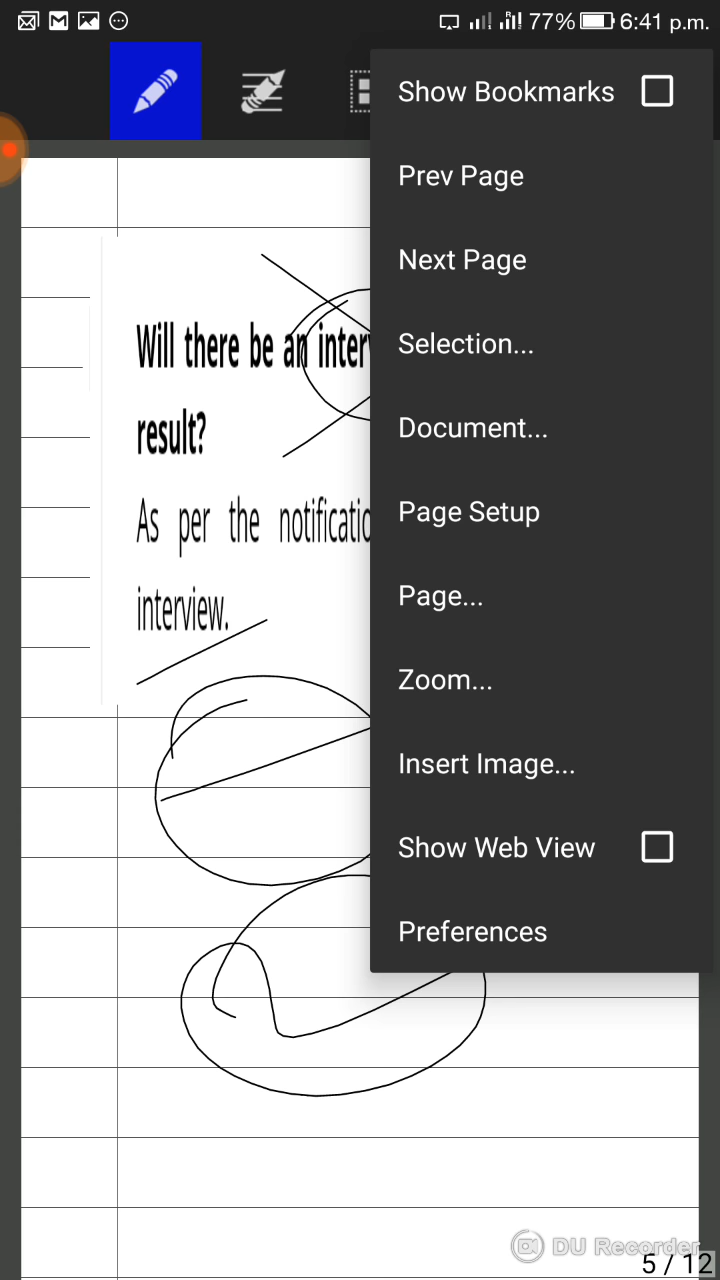 77% 6:41 p.m.
Show Bookmarks
Prev Page
Next Page
Selection...
Document...
Page Setup
Page...
Zoom...
Insert Image...
Show Web View
Preferences
Will there be an inter
result?
As per the notificatio
interview.
DU Recorder
5 / 12